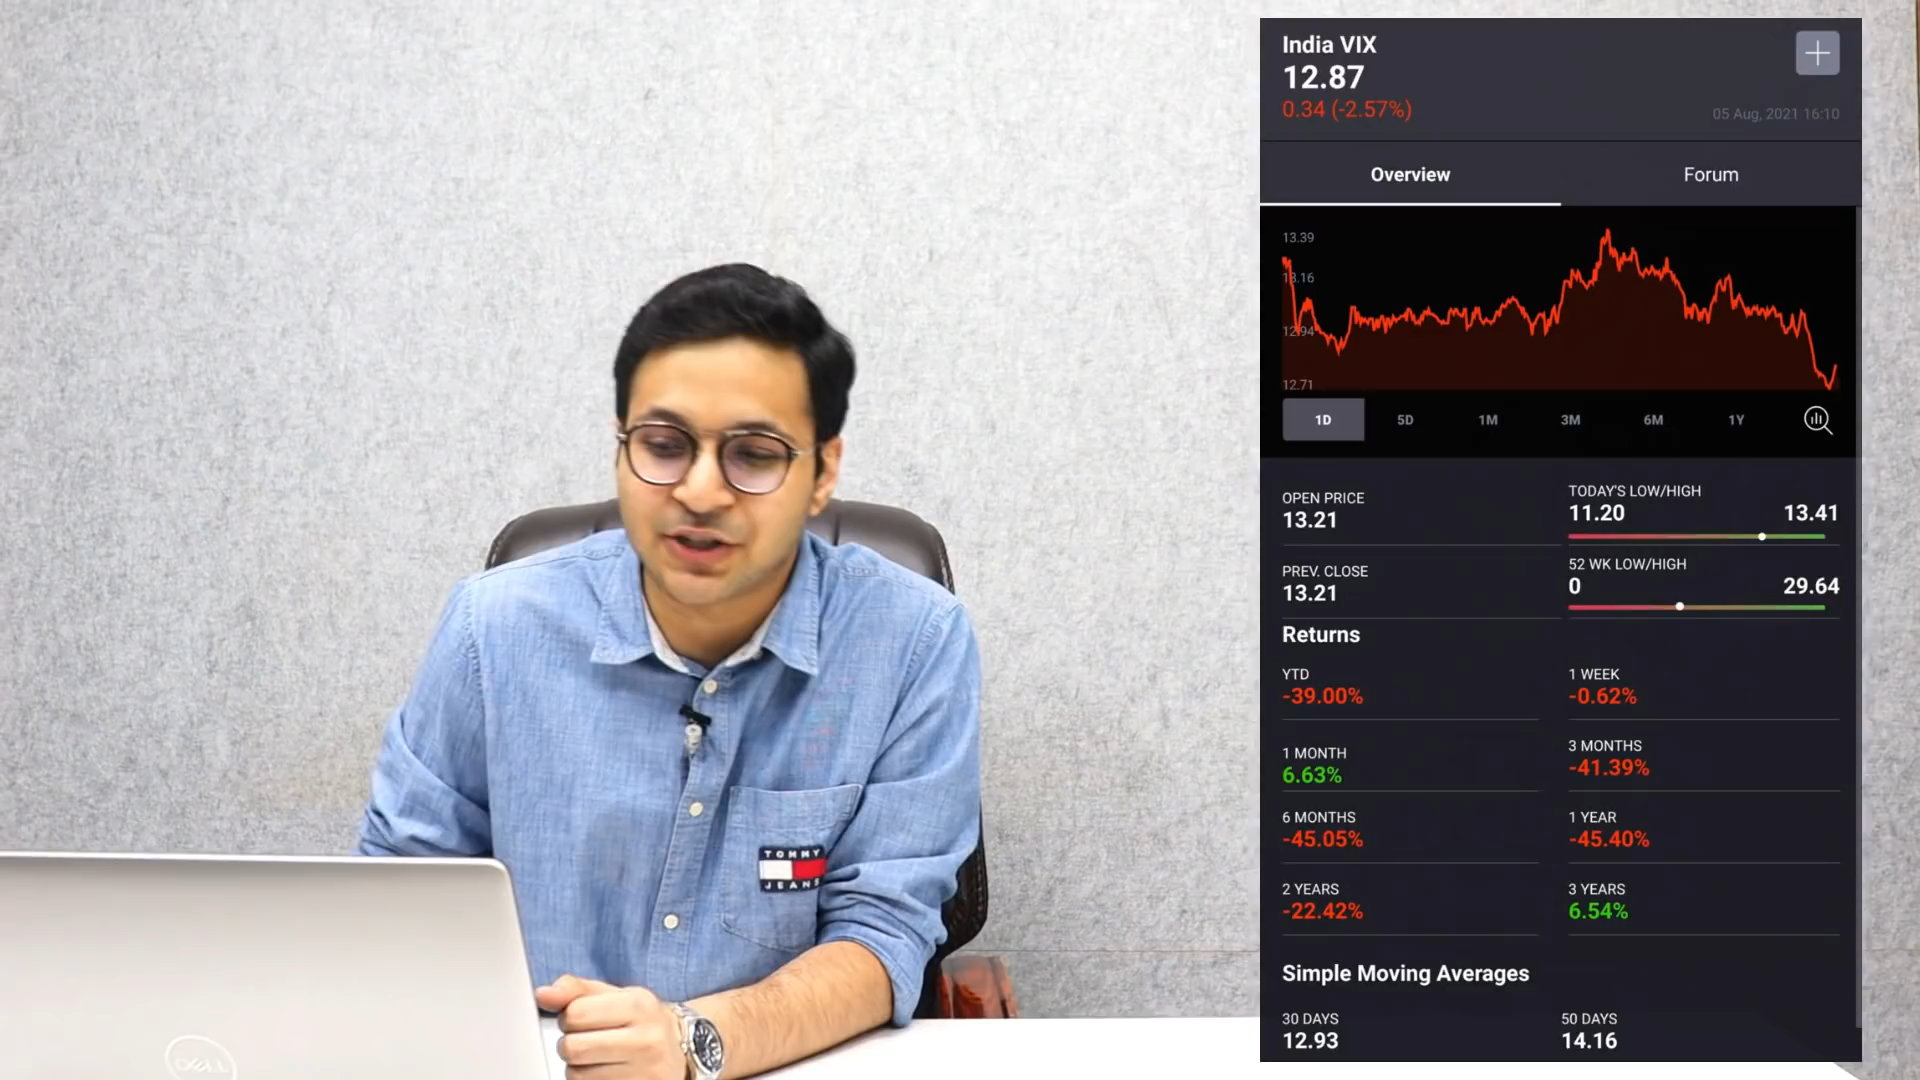 India VIX
12.87
0.34 (-2.57%)
05 Aug, 2021 16:10
Overview
Forum
13.39
13.16
12.94
12.71
1D
5D
1M
3M
6M
1Y
OPEN PRICE
13.21
TODAY'S LOW/HIGH
11.20
13.41
PREV. CLOSE
13.21
52 WK LOW/HIGH
0
29.64
Returns
YTD
-39.00%
1 WEEK
-0.62%
1 MONTH
6.63%
3 MONTHS
-41.39%
6 MONTHS
-45.05%
1 YEAR
-45.40%
2 YEARS
-22.42%
3 YEARS
6.54%
Simple Moving Averages
30 DAYS
12.93
50 DAYS
14.16
TOMMY
JEANS
DELL